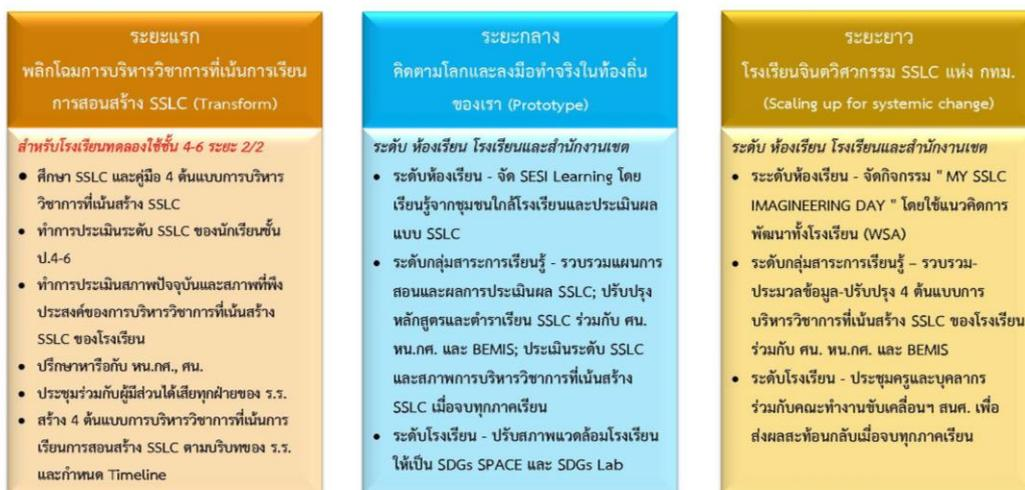 ระยะแรก
พลิกโฉมการบริหารวิชาการที่เน้นการเรียน
การสอนสร้าง SSLC (Transform)
สำหรับโรงเรียนทดลองใช้ชั้น 4-6 ระยะ 2/2
• ศึกษา SSLC และคู่มือ 4 ต้นแบบการบริหาร
วิชาการที่เน้นสร้าง SSLC
• ทำการประเมินระดับ SSLC ของนักเรียนชั้น
ป.4-6
• ทำการประเมินสภาพปัจจุบันและสภาพที่พึง
ประสงค์ของการบริหารวิชาการที่เน้นสร้าง
SSLC ของโรงเรียน
• ปรึกษาหารือกับ หน.กศ., ศน.
• ประชุมร่วมกับผู้มีส่วนได้เสียทุกฝ่ายของ ร.ร.
• สร้าง 4 ต้นแบบการบริหารวิชาการที่เน้นการ
เรียนการสอนสร้าง SSLC ตามบริบทของ ร.ร.
และกำหนด Timeline
ระยะกลาง
คิดตามโลกและลงมือทำจริงในท้องถิ่น
ของเรา (Prototype)
ระดับ ห้องเรียน โรงเรียนและสำนักงานเขต
• ระดับห้องเรียน - จัด SESI Learning โดย
เรียนรู้จากชุมชนใกล้โรงเรียนและประเมินผล
แบบ SSLC
• ระดับกลุ่มสาระการเรียนรู้ - รวบรวมแผนการ
สอนและผลการประเมินผล SSLC; ปรับปรุง
หลักสูตรและตำราเรียน SSLC ร่วมกับ ศน.
หน.กศ. และ BEMIS; ประเมินระดับ SSLC
และสภาพการบริหารวิชาการที่เน้นสร้าง
SSLC เมื่อจบทุกภาคเรียน
• ระดับโรงเรียน - ปรับสภาพแวดล้อมโรงเรียน
ให้เป็น SDGs SPACE และ SDGs Lab
ระยะยาว
โรงเรียนจินตวิศวกรรม SSLC แห่ง กทม.
(Scaling up for systemic change)
ระดับ ห้องเรียน โรงเรียนและสำนักงานเขต
• ระะดับห้องเรียน - จัดกิจกรรม " MY SSLC
IMAGINEERING DAY " โดยใช้แนวคิดการ
พัฒนาทั้งโรงเรียน (WSA)
• ระดับกลุ่มสาระการเรียนรู้ – รวบรวม-
ประมวลข้อมูล-ปรับปรุง 4 ต้นแบบการ
บริหารวิชาการที่เน้นสร้าง SSLC ของโรงเรียน
ร่วมกับ ศน. หน.กศ. และ BEMIS
• ระดับโรงเรียน - ประชุมครูและบุคลากร
ร่วมกับคณะทำงานขับเคลื่อนฯ สนศ. เพื่อ
ส่งผลสะท้อนกลับเมื่อจบทุกภาคเรียน